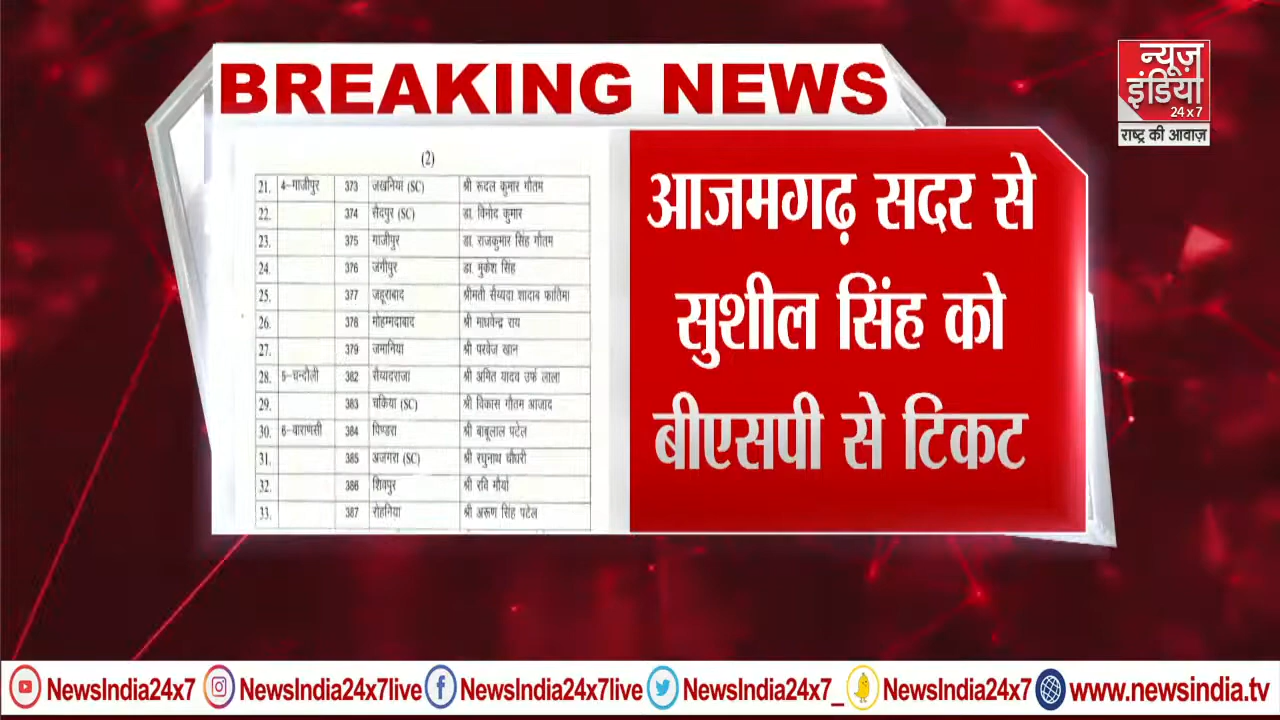 BREAKING NEWS
न्यूज़
इंडिया
24x7
राष्ट्र की आवाज़
(2)
21. 4-गाजीपुर 373 जखनियां (SC) श्री रूदल कुमार गौतम
22. 374 सैदपुर (SC) डा. विनोद कुमार
23. 375 गाजीपुर डा. राजकुमार सिंह गौतम
24. 376 जंगीपुर डा. मुकेश सिंह
25. 377 जहूराबाद श्रीमती सैय्यदा शादाब फातिमा
26. 378 मोहम्मदाबाद श्री माधवेन्द्र राय
27. 379 जमानिया श्री परवेज खान
28. 5-चन्दौली 382 सैय्यदराजा श्री अमित यादव उर्फ लाला
29. 383 चकिया (SC) श्री विकास गौतम आजाद
30. 6-वाराणसी 384 पिण्डरा श्री बाबूलाल पटेल
31. 385 अजगरा (SC) श्री रघुनाथ चौधरी
32. 386 शिवपुर श्री रवि मौर्या
33. 387 रोहनिया श्री अरूण सिंह पटेल
आजमगढ़ सदर से
सुशील सिंह को
बीएसपी से टिकट
NewsIndia24x7 NewsIndia24x7live NewsIndia24x7live NewsIndia24x7_ NewsIndia24x7 www.newsindia.tv